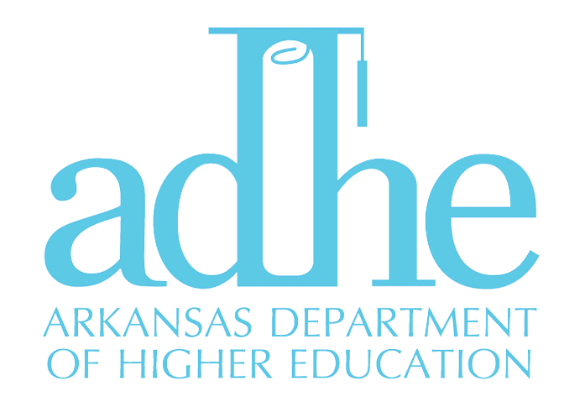 adhe
ARKANSAS DEPARTMENT
OF HIGHER EDUCATION